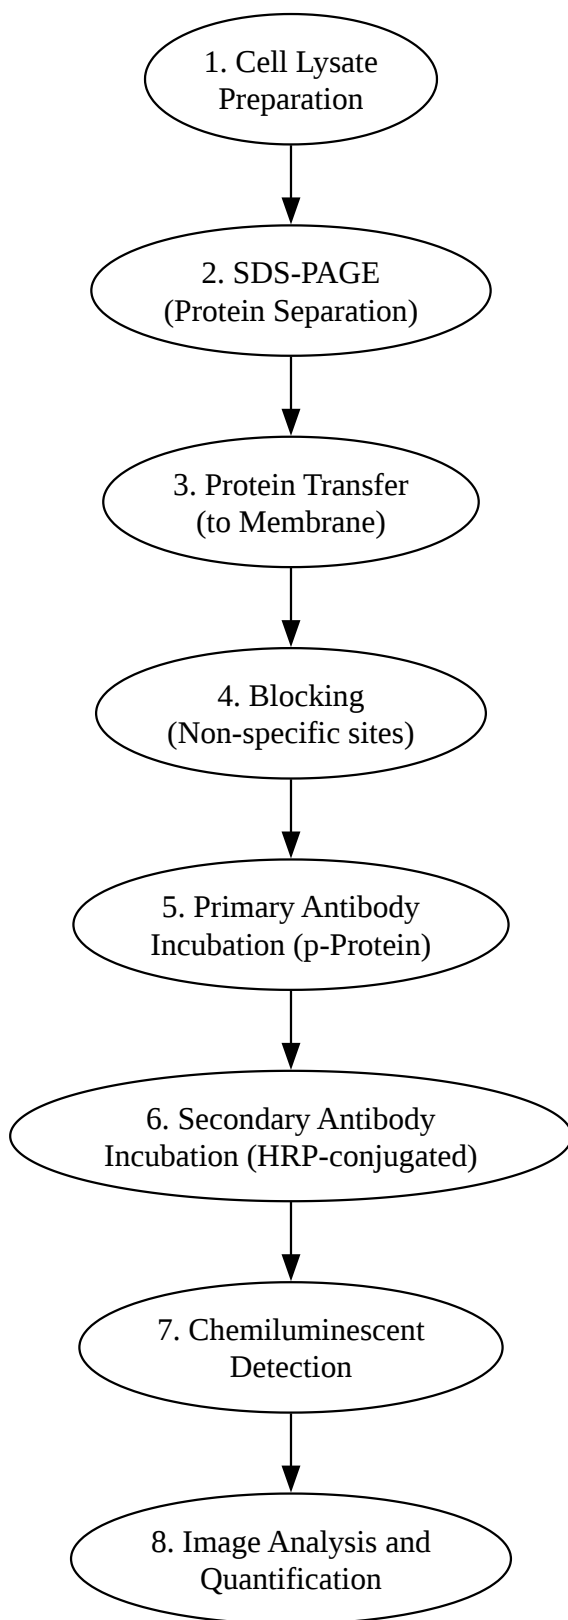 1. Cell Lysate
Preparation
2. SDS-PAGE
(Protein Separation)
3. Protein Transfer
(to Membrane)
4. Blocking
(Non-specific sites)
5. Primary Antibody
Incubation (p-Protein)
6. Secondary Antibody
Incubation (HRP-conjugated)
7. Chemiluminescent
Detection
8. Image Analysis and
Quantification